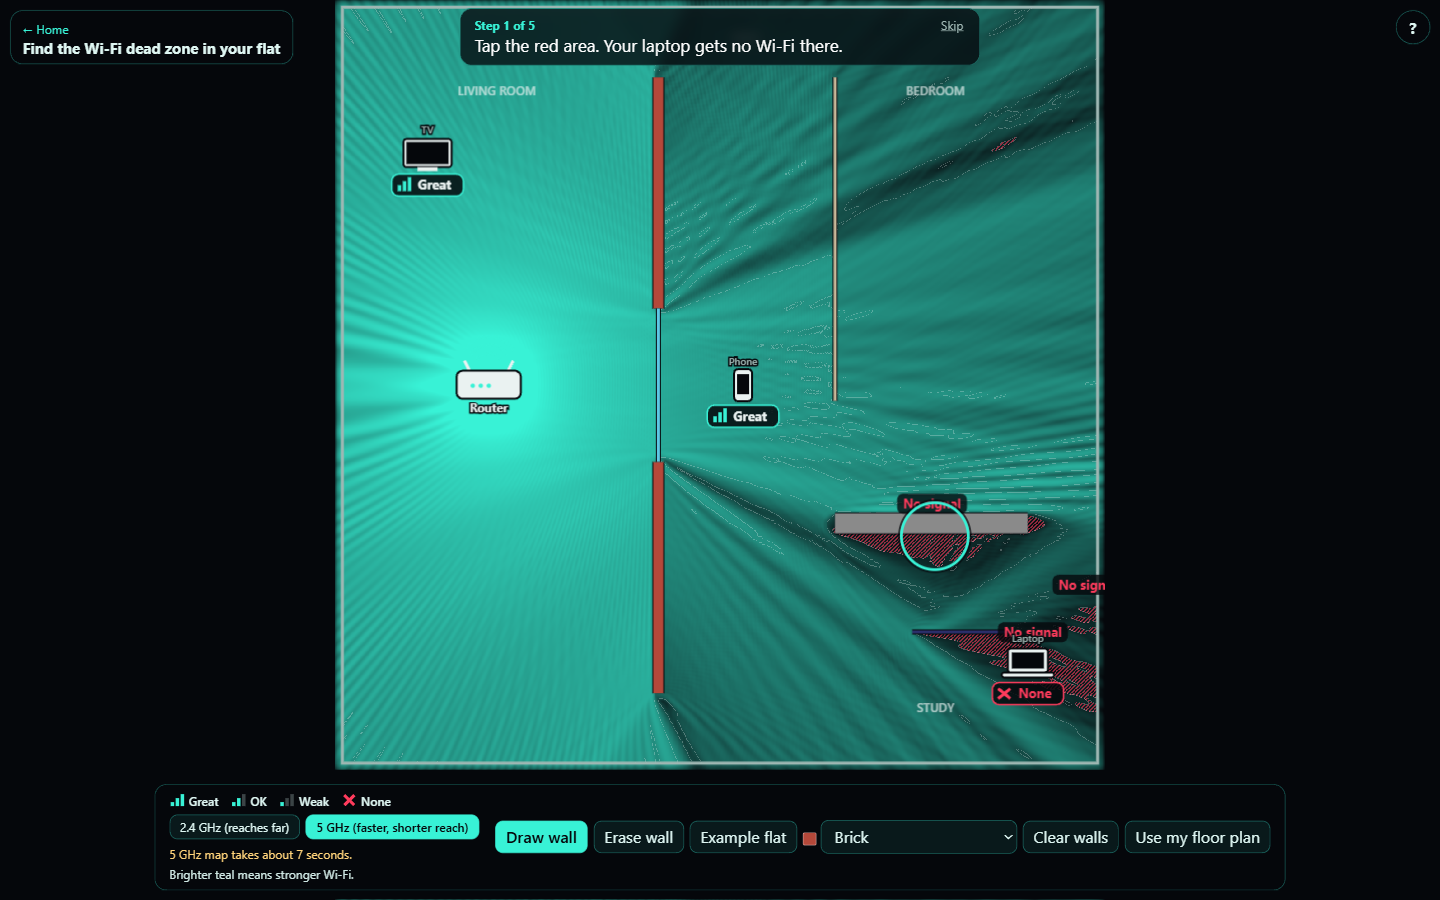 ← Home
Find the Wi-Fi dead zone in your flat
Step 1 of 5
Skip
Tap the red area. Your laptop gets no Wi-Fi there.
?
LIVING ROOM
BEDROOM
TV
Great
Phone
Great
Router
No signal
No sign
No signal
Laptop
None
STUDY
Great
OK
Weak
None
2.4 GHz (reaches far)
5 GHz (faster, shorter reach)
Draw wall
Erase wall
Example flat
Brick
Clear walls
Use my floor plan
5 GHz map takes about 7 seconds.
Brighter teal means stronger Wi-Fi.